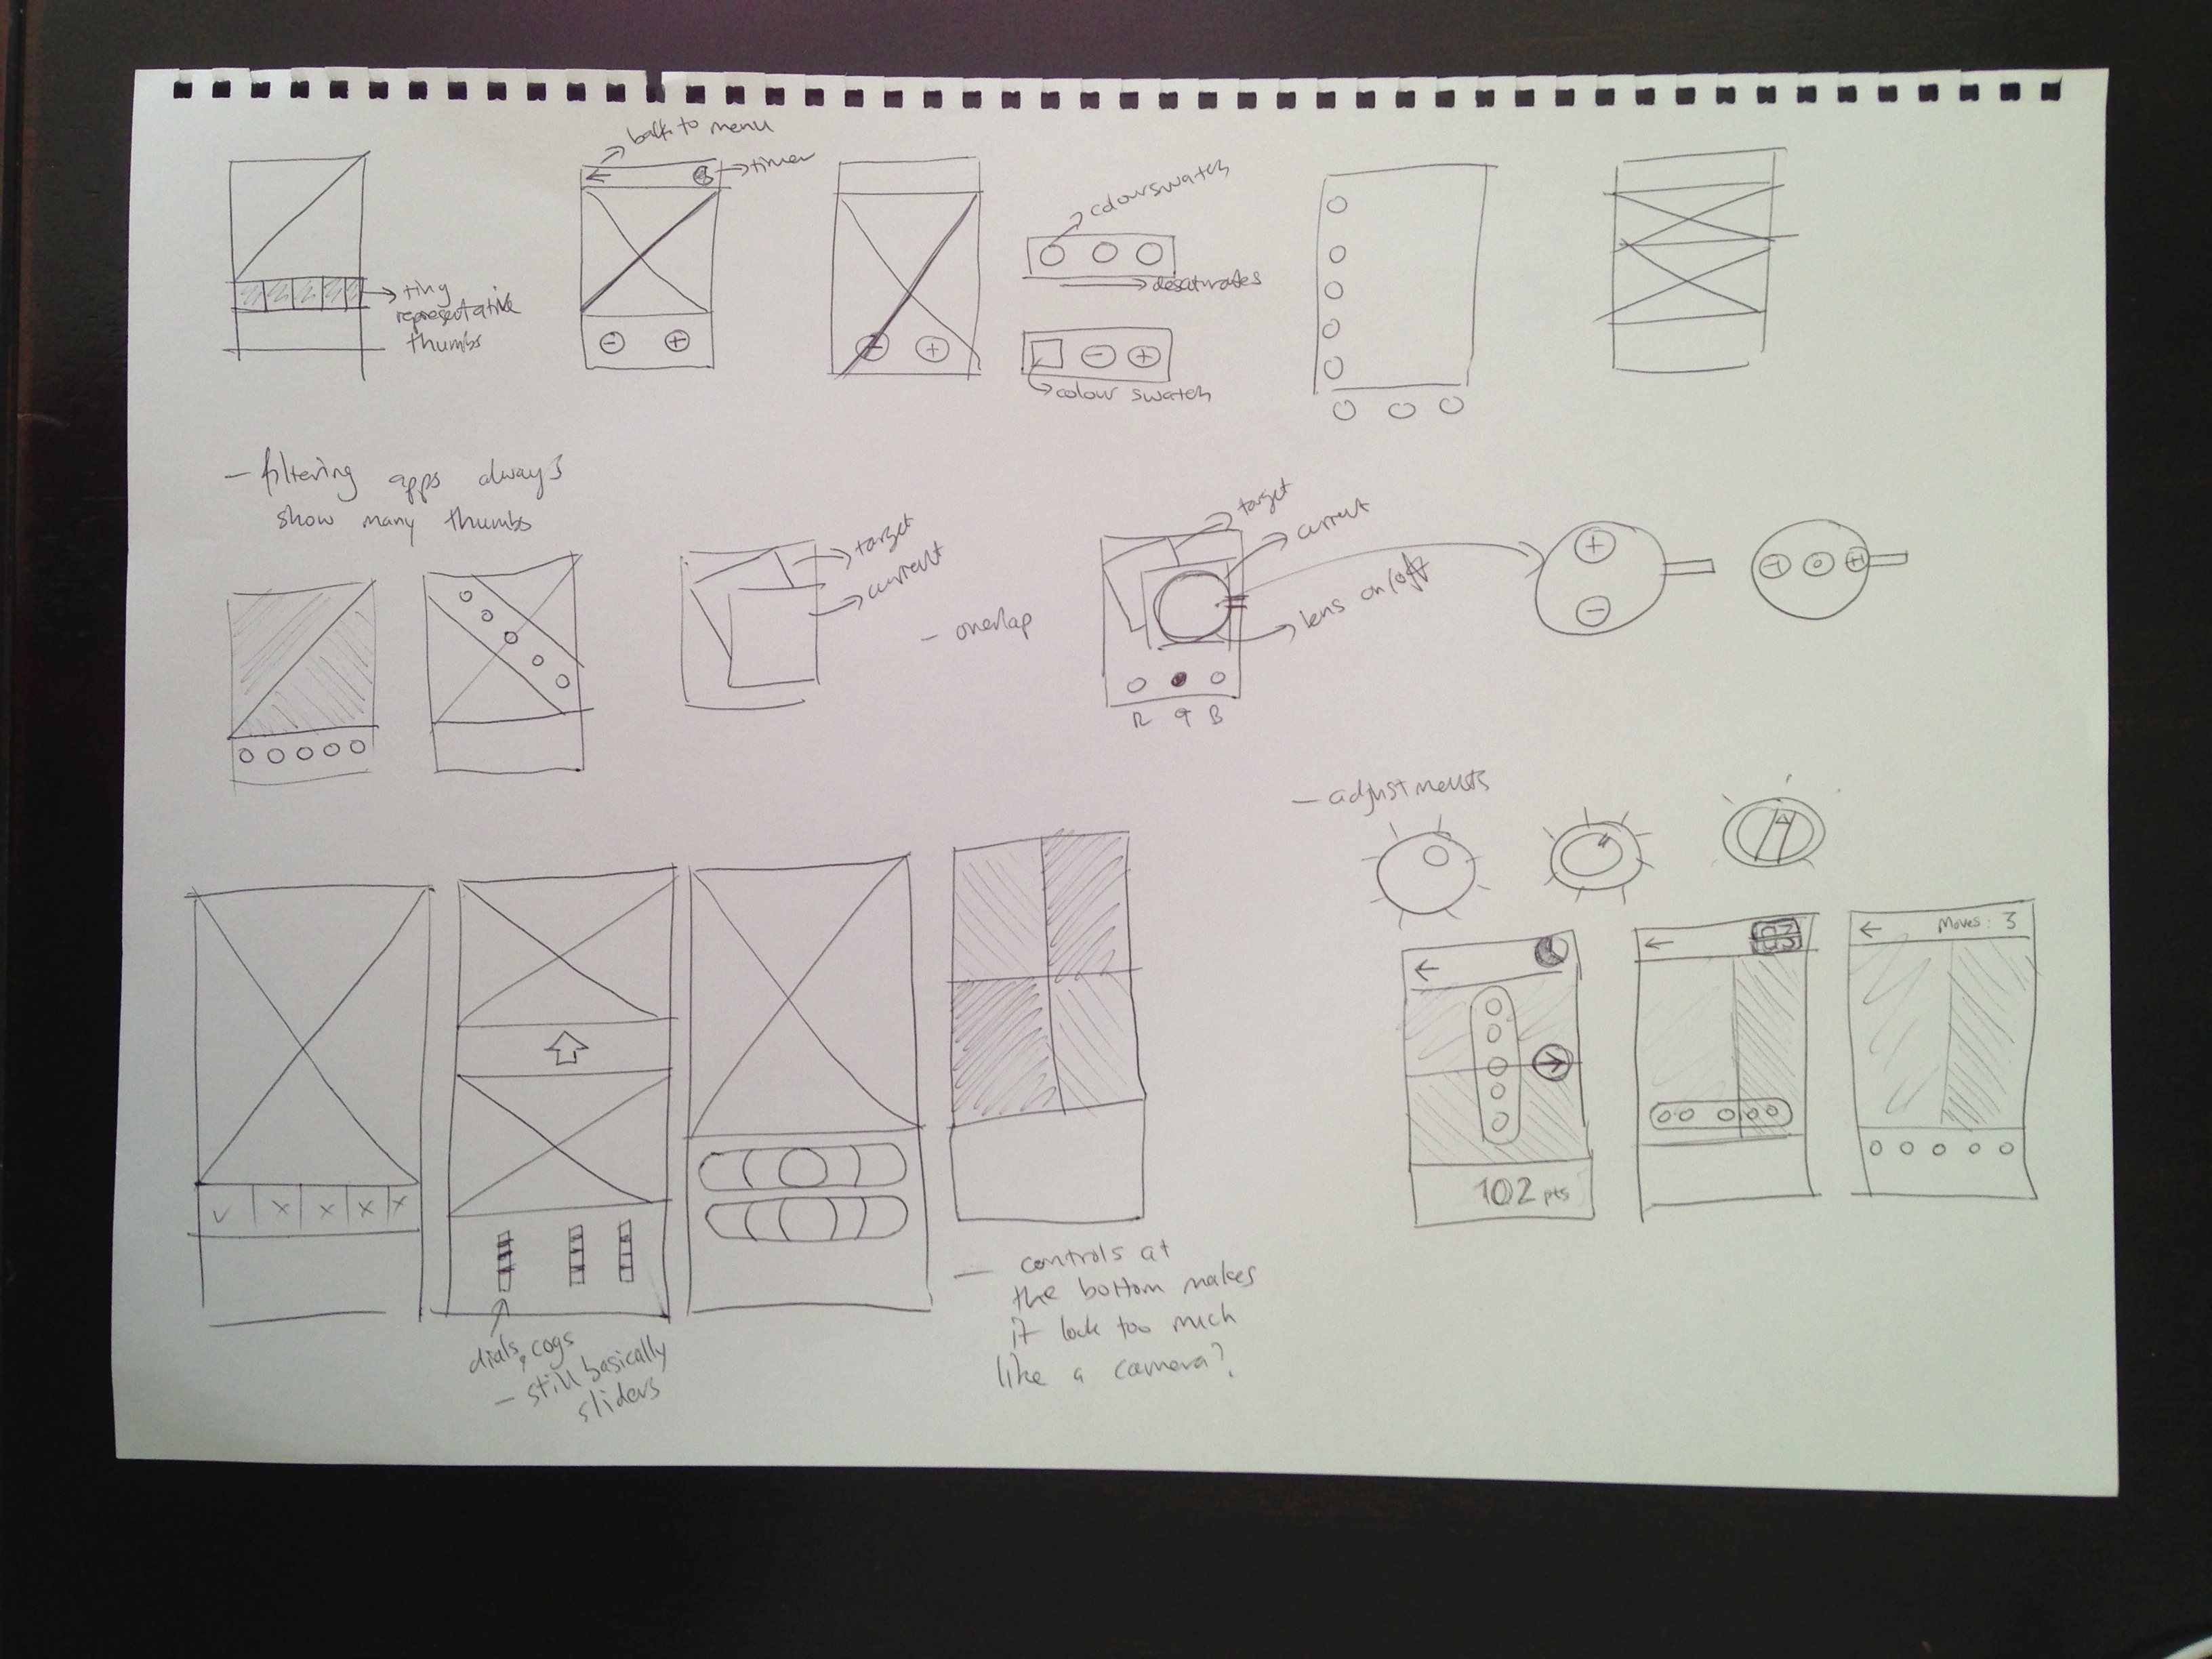 back to menu
timer
tiny
representative
thumbs
colour swatch
desaturates
colour swatch
- filtering apps always
show many thumbs
target
current
- overlap
target
current
lens on/off
R G B
- adjustments
Moves: 3
102 pts
dials, cogs
- still basically
sliders
- controls at
the bottom makes
it look too much
like a camera?